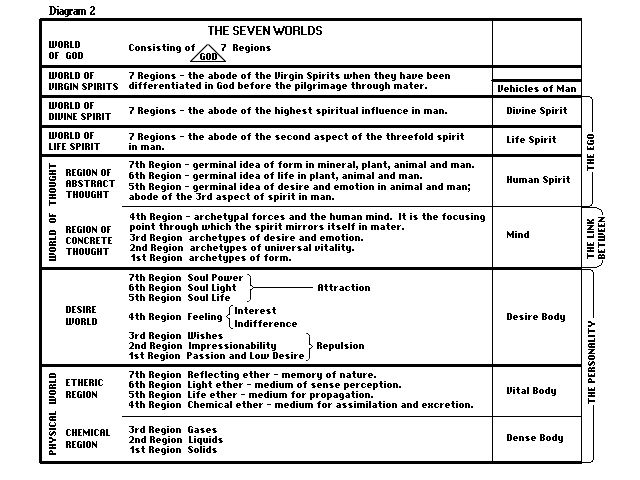 Diagram 2
THE SEVEN WORLDS
WORLD
OF GOD
Consisting of 7 Regions
GOD
WORLD OF
VIRGIN SPIRITS
7 Regions - the abode of the Virgin Spirits when they have been
differentiated in God before the pilgrimage through mater.
Vehicles of Man
WORLD OF
DIVINE SPIRIT
7 Regions - the abode of the highest spiritual influence in man.
Divine Spirit
WORLD OF
LIFE SPIRIT
7 Regions - the abode of the second aspect of the threefold spirit
in man.
Life Spirit
THE EGO
WORLD OF THOUGHT
REGION OF
ABSTRACT
THOUGHT
7th Region - germinal idea of form in mineral, plant, animal and man.
6th Region - germinal idea of life in plant, animal and man.
5th Region - germinal idea of desire and emotion in animal and man;
abode of the 3rd aspect of spirit in man.
Human Spirit
REGION OF
CONCRETE
THOUGHT
4th Region - archetypal forces and the human mind. It is the focusing
point through which the spirit mirrors itself in mater.
3rd Region archetypes of desire and emotion.
2nd Region archetypes of universal vitality.
1st Region archetypes of form.
Mind
THE LINK
BETWEEN
DESIRE
WORLD
7th Region Soul Power
6th Region Soul Light
5th Region Soul Life
Attraction
4th Region Feeling
Interest
Indifference
3rd Region Wishes
2nd Region Impressionability
1st Region Passion and Low Desire
Repulsion
Desire Body
THE PERSONALITY
PHYSICAL WORLD
ETHERIC
REGION
7th Region Reflecting ether - memory of nature.
6th Region Light ether - medium of sense perception.
5th Region Life ether - medium for propagation.
4th Region Chemical ether - medium for assimilation and excretion.
Vital Body
CHEMICAL
REGION
3rd Region Gases
2nd Region Liquids
1st Region Solids
Dense Body